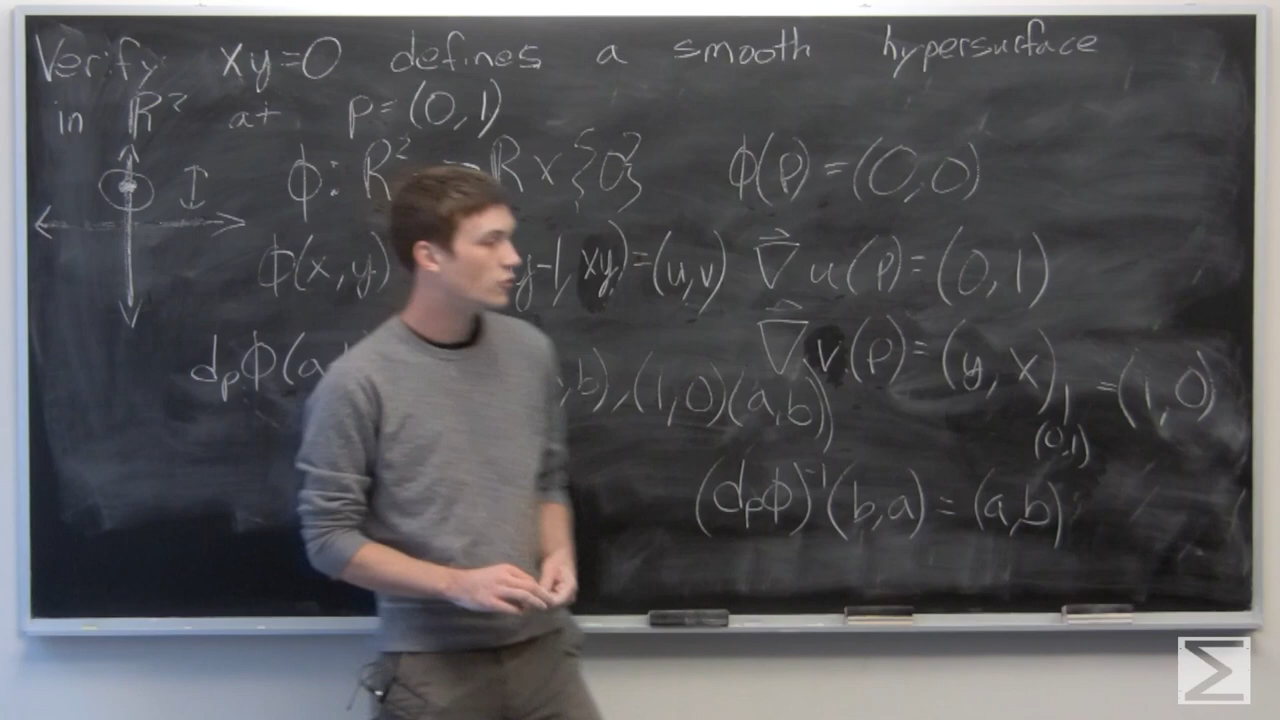 Verify xy=0 defines a smooth hypersurface
in ℝ² at p=(0,1)
ϕ: ℝ² → ℝ×{0} ϕ(p)=(0,0)
ϕ(x,y) y-1, xy)=(u,v) ∇⃗u(p)=(0,1)
∇⃗v(p)=(y,x)|(0,1) =(1,0)
dₚϕ(a, ,b),(1,0)(a,b))
(dₚϕ)⁻¹(b,a)=(a,b)
Σ